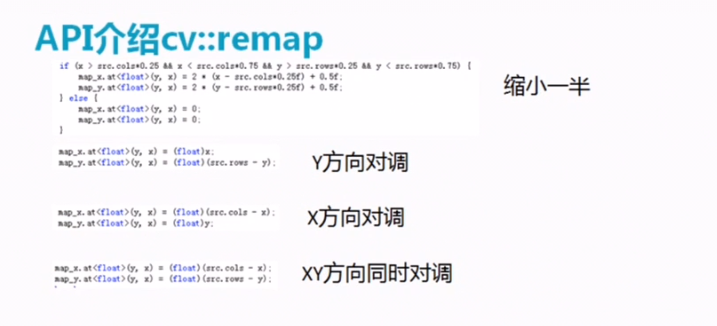 API介绍cv::remap
if (x > src.cols*0.25 && x < src.cols*0.75 && y > src.rows*0.25 && y < src.rows*0.75) {
map_x.at<float>(y, x) = 2 * (x - src.cols*0.25f) + 0.5f;
map_x.at<float>(y, x) = 2 * (y - src.rows*0.25f) + 0.5f;
} else {
map_x.at<float>(y, x) = 0;
map_y.at<float>(y, x) = 0;
}
缩小一半
map_x.at<float>(y, x) = (float)x;
map_y.at<float>(y, x) = (float)(src.rows - y);
Y方向对调
map_x.at<float>(y, x) = (float)(src.cols - x);
map_y.at<float>(y, x) = (float)y;
X方向对调
map_x.at<float>(y, x) = (float)(src.cols - x);
map_y.at<float>(y, x) = (float)(src.rows - y);
XY方向同时对调